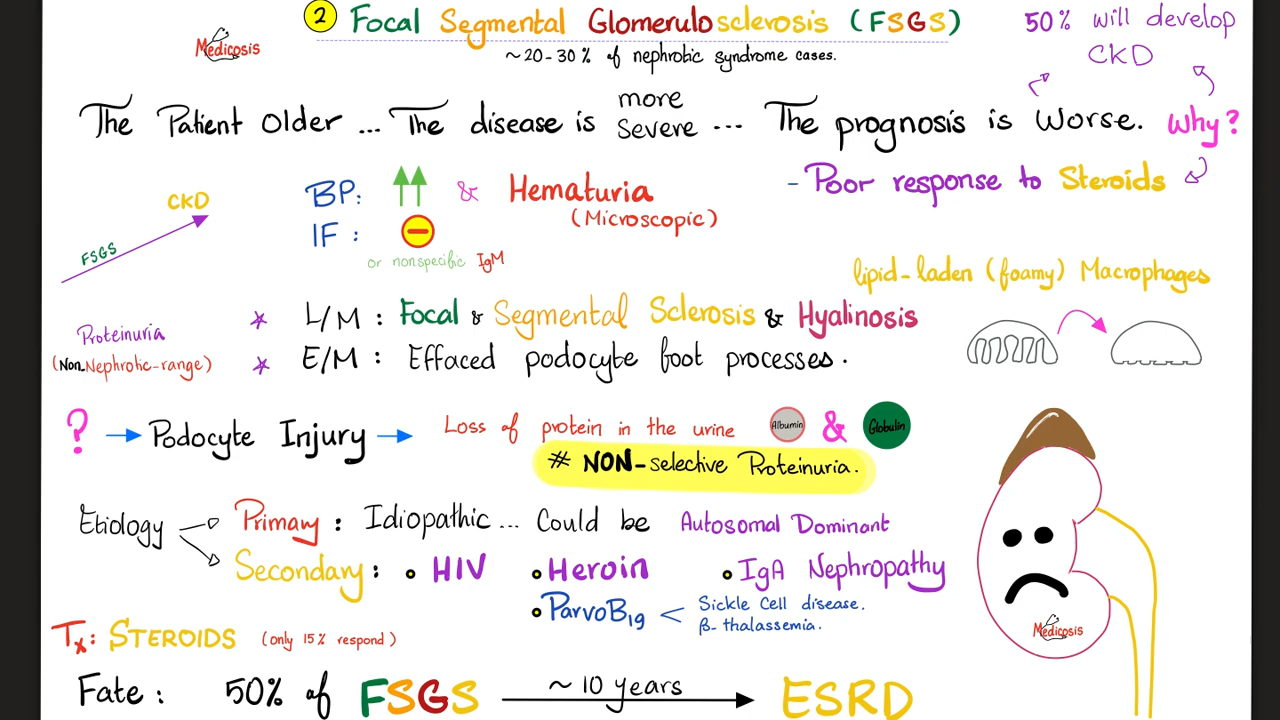 2 Focal Segmental Glomerulosclerosis (FSGS)
~20-30% of nephrotic syndrome cases.
50% will develop
CKD
Medicosis
The Patient Older ... The disease is more severe ... The prognosis is Worse. Why?
- Poor response to Steroids
CKD
FSGS
BP: & Hematuria
(Microscopic)
IF :
or nonspecific IgM
lipid-laden (foamy) Macrophages
Proteinuria
(Non-Nephrotic-range)
L/M : Focal & Segmental Sclerosis & Hyalinosis
E/M : Effaced podocyte foot processes.
? → Podocyte Injury → Loss of protein in the urine Albumin & Globulin
# NON-selective Proteinuria.
Etiology
Primary : Idiopathic... Could be Autosomal Dominant
Secondary : • HIV • Heroin • IgA Nephropathy
• ParvoB19 < Sickle Cell disease.
β-thalassemia.
Medicosis
Tx: STEROIDS (only 15% respond)
Fate : 50% of FSGS ~ 10 years ESRD